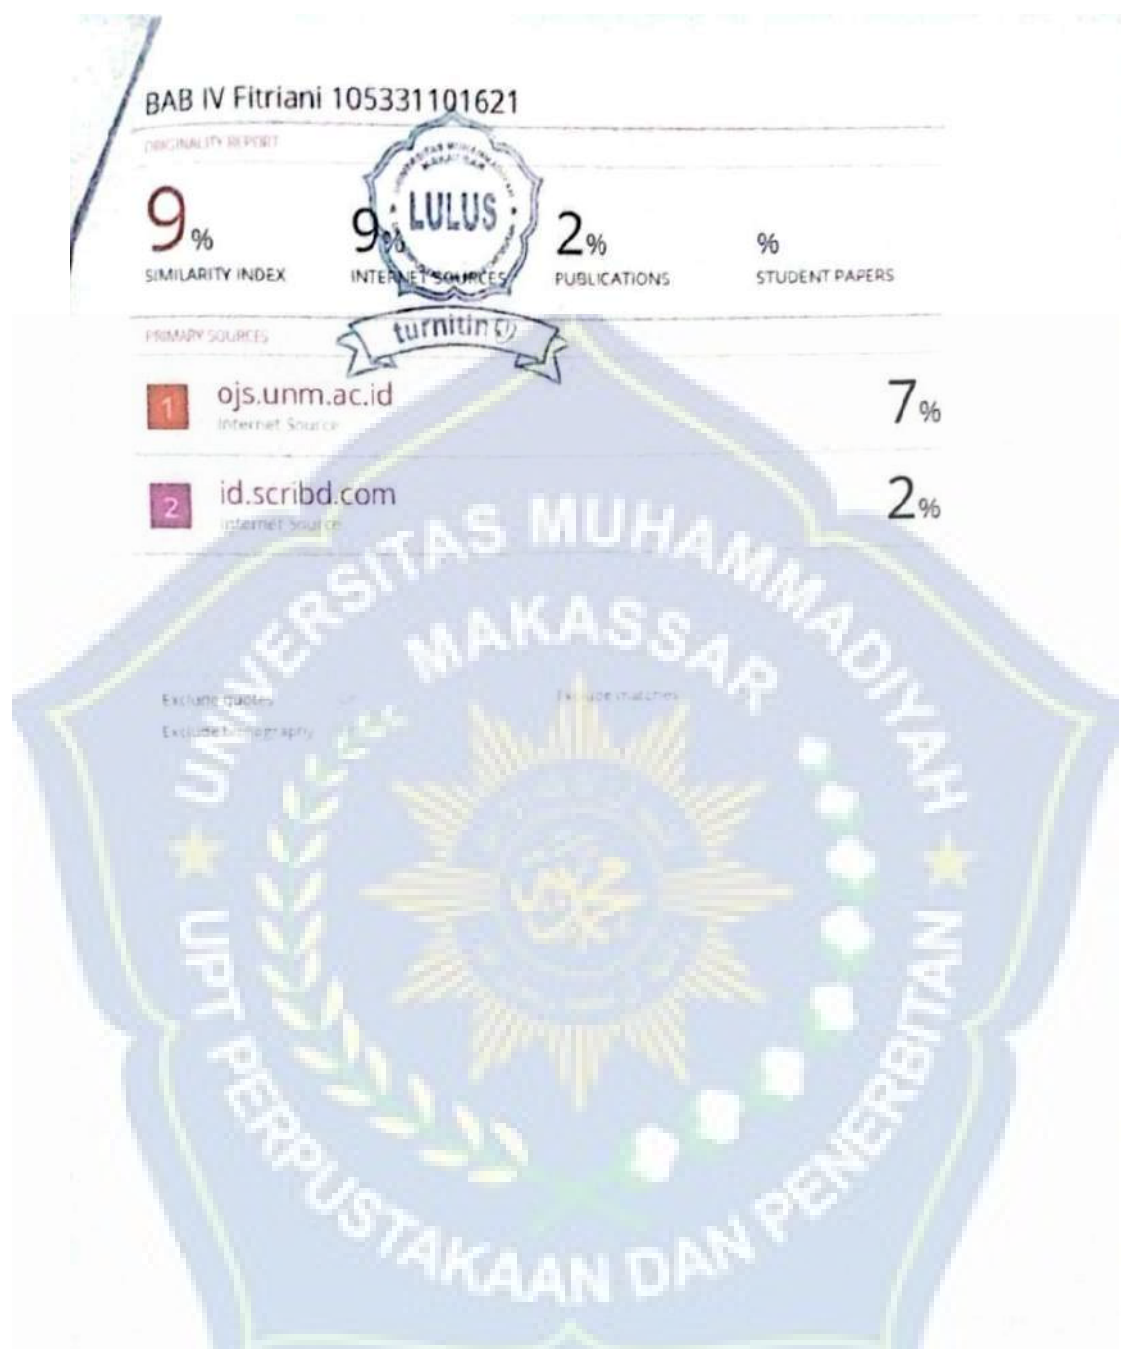 BAB IV Fitriani 105331101621
ORIGINALITY REPORT
9%
SIMILARITY INDEX
9%
INTERNET SOURCES
2%
PUBLICATIONS
%
STUDENT PAPERS
LULUS
turnitin
PRIMARY SOURCES
1 ojs.unm.ac.id 7%
Internet Source
2 id.scribd.com 2%
Internet Source
Exclude quotes
Exclude matches
Exclude bibliography
UNIVERSITAS MUHAMMADIYAH
MAKASSAR
UPT PERPUSTAKAAN DAN PENERBITAN